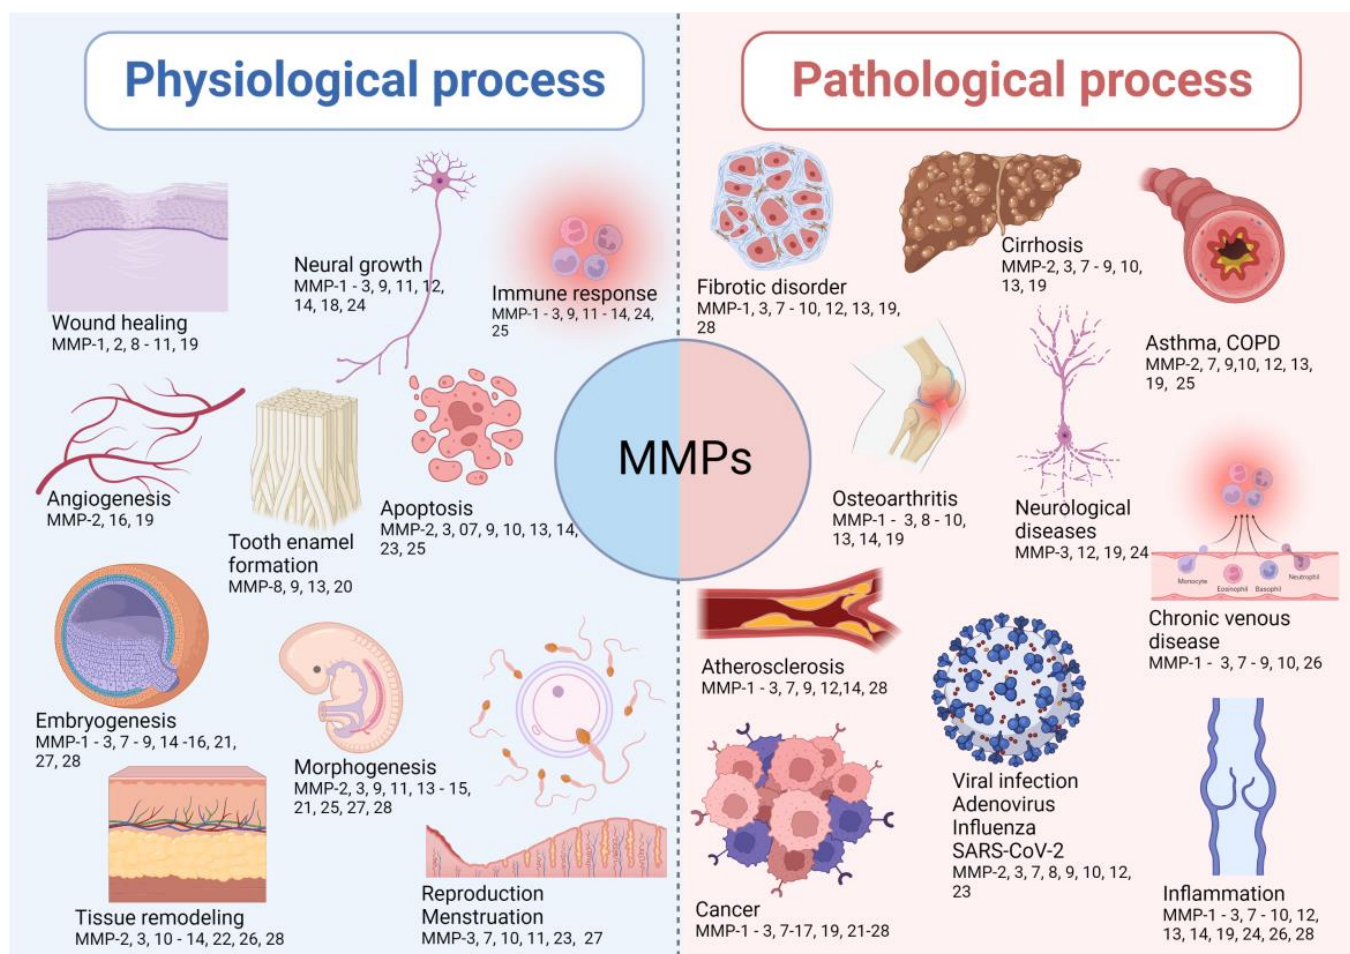 Physiological process
Pathological process
Neural growth
MMP-1 - 3, 9, 11, 12,
14, 18, 24
Immune response
MMP-1 - 3, 9, 11 - 14, 24,
25
Wound healing
MMP-1, 2, 8 - 11, 19
Angiogenesis
MMP-2, 16, 19
Tooth enamel
formation
MMP-8, 9, 13, 20
Apoptosis
MMP-2, 3, 07, 9, 10, 13, 14,
23, 25
Embryogenesis
MMP-1 - 3, 7 - 9, 14 -16, 21,
27, 28
Morphogenesis
MMP-2, 3, 9, 11, 13 - 15,
21, 25, 27, 28
Tissue remodeling
MMP-2, 3, 10 - 14, 22, 26, 28
Reproduction
Menstruation
MMP-3, 7, 10, 11, 23, 27
MMPs
Fibrotic disorder
MMP-1, 3, 7 - 10, 12, 13, 19,
28
Cirrhosis
MMP-2, 3, 7 - 9, 10,
13, 19
Asthma, COPD
MMP-2, 7, 9,10, 12, 13,
19, 25
Osteoarthritis
MMP-1 - 3, 8 - 10,
13, 14, 19
Neurological
diseases
MMP-3, 12, 19, 24
Monocyte
Eosinophil
Basophil
Neutrophil
Chronic venous
disease
MMP-1 - 3, 7 - 9, 10, 26
Atherosclerosis
MMP-1 - 3, 7, 9, 12,14, 28
Viral infection
Adenovirus
Influenza
SARS-CoV-2
MMP-2, 3, 7, 8, 9, 10, 12,
23
Cancer
MMP-1 - 3, 7-17, 19, 21-28
Inflammation
MMP-1 - 3, 7 - 10, 12,
13, 14, 19, 24, 26, 28